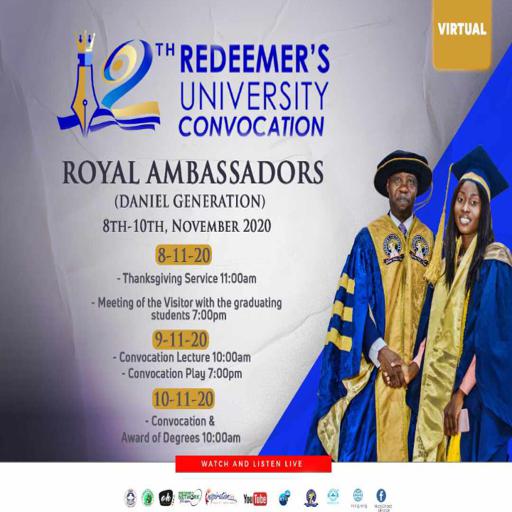 VIRTUAL
12TH REDEEMER'S
UNIVERSITY
CONVOCATION
ROYAL AMBASSADORS
(DANIEL GENERATION)
8TH-10TH, NOVEMBER 2020
8-11-20
- Thanksgiving Service 11:00am
- Meeting of the Visitor with the graduating
students 7:00pm
9-11-20
- Convocation Lecture 10:00am
- Convocation Play 7:00pm
10-11-20
- Convocation &
Award of Degrees 10:00am
WATCH AND LISTEN LIVE
YouTube